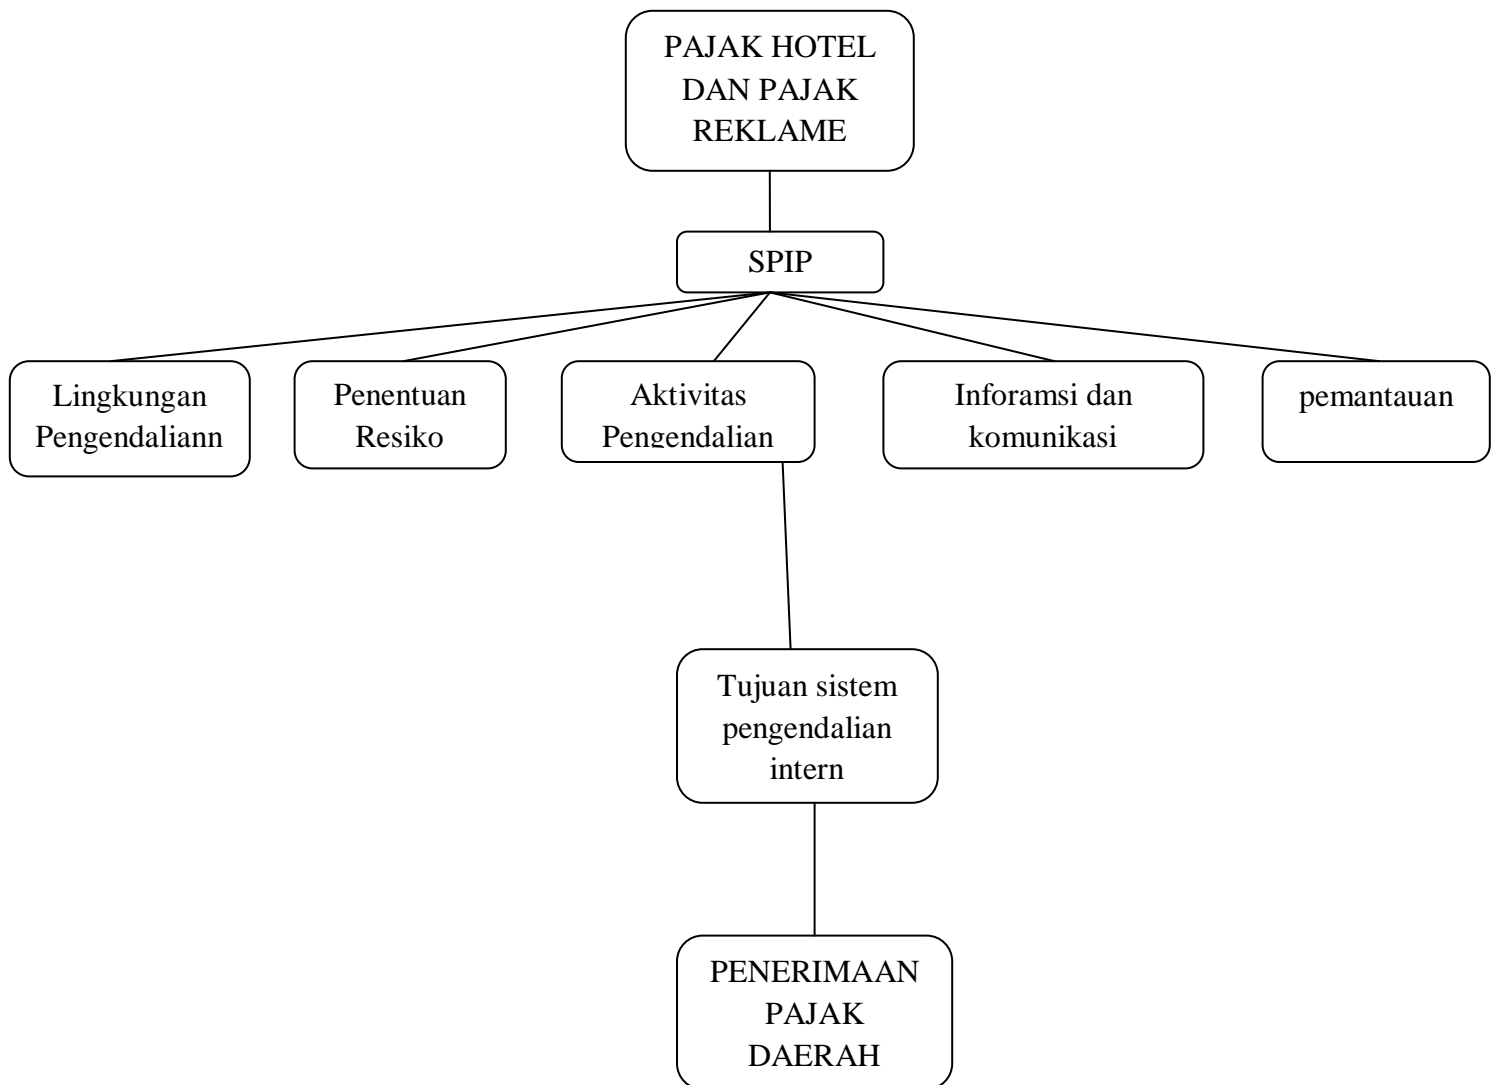 PAJAK HOTEL
DAN PAJAK
REKLAME
SPIP
Lingkungan
Pengendaliann
Penentuan
Resiko
Aktivitas
Pengendalian
Inforamsi dan
komunikasi
pemantauan
Tujuan sistem
pengendalian
intern
PENERIMAAN
PAJAK
DAERAH